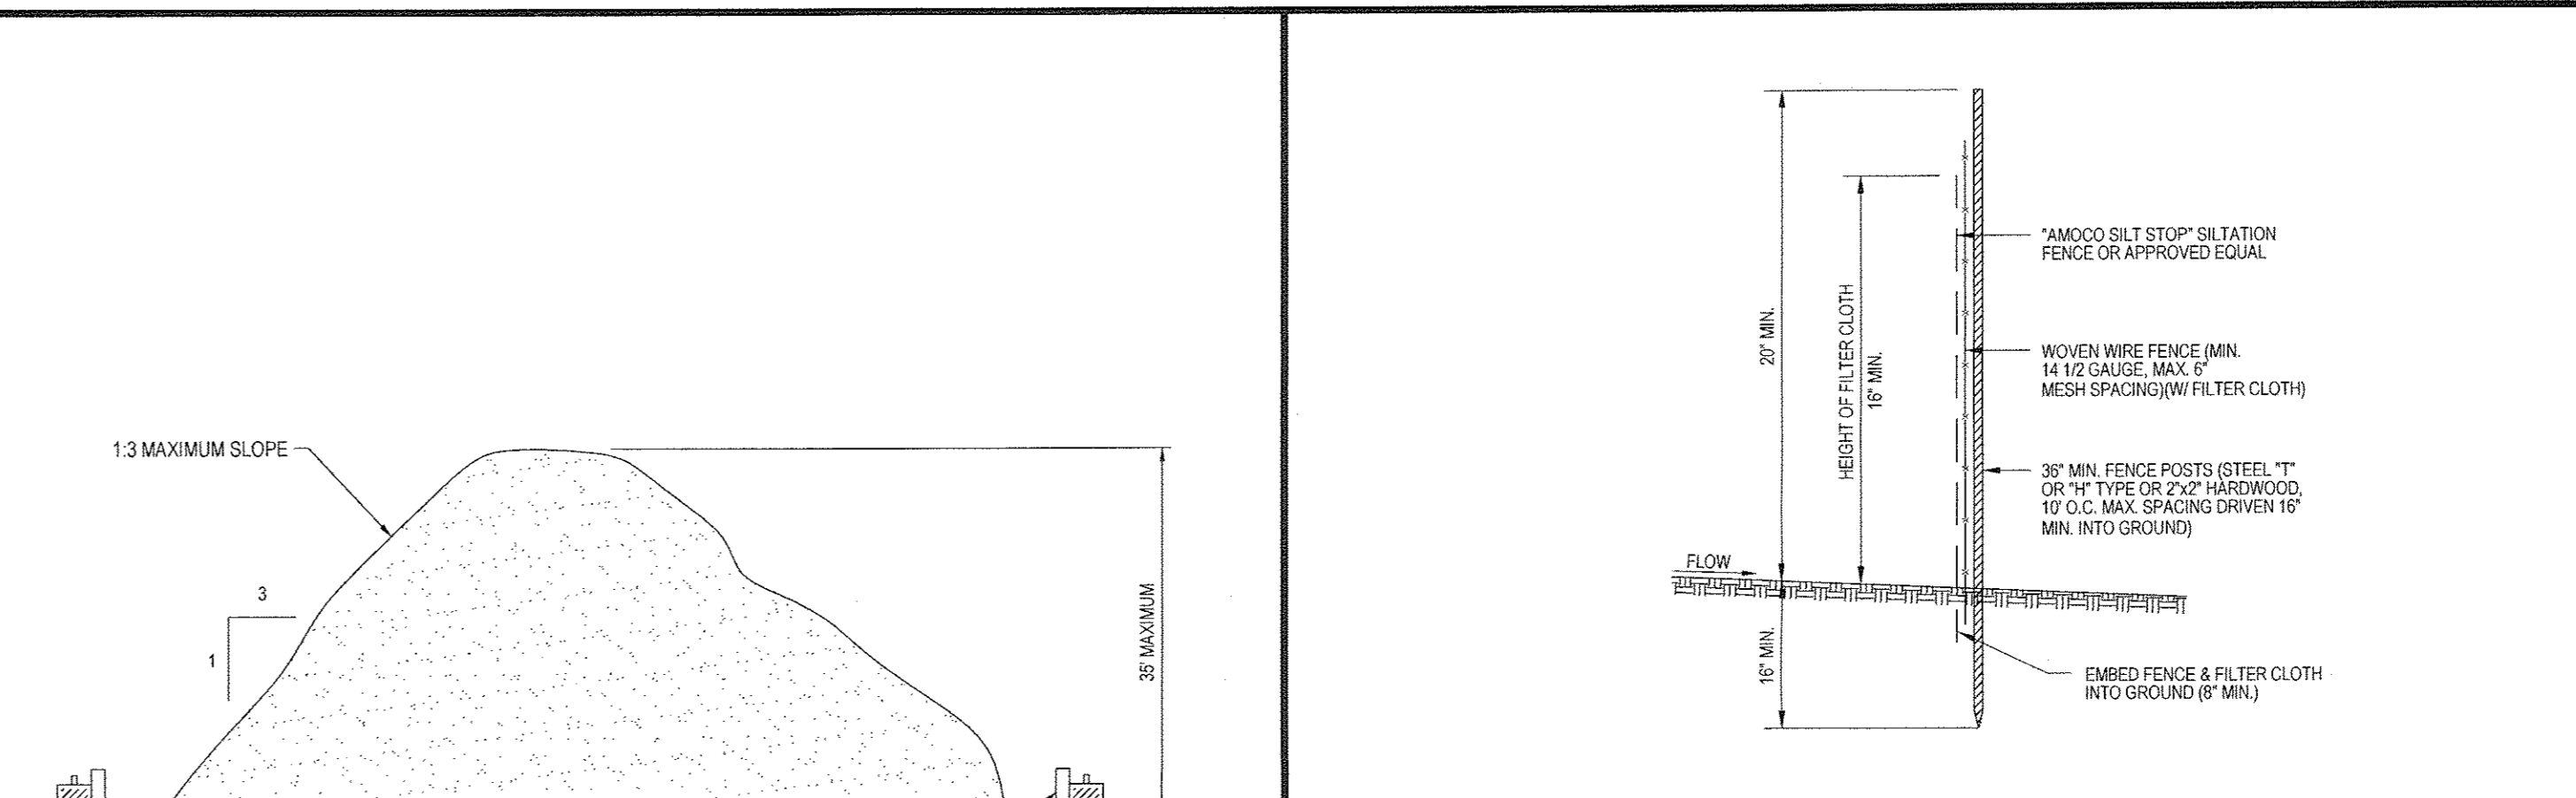 1:3 MAXIMUM SLOPE
3
1
35' MAXIMUM
20" MIN.
HEIGHT OF FILTER CLOTH
16" MIN.
"AMOCO SILT STOP" SILTATION
FENCE OR APPROVED EQUAL
WOVEN WIRE FENCE (MIN.
14 1/2 GAUGE, MAX. 6"
MESH SPACING)(W/ FILTER CLOTH)
36" MIN. FENCE POSTS (STEEL "T"
OR "H" TYPE OR 2"x2" HARDWOOD,
10' O.C. MAX. SPACING DRIVEN 16"
MIN. INTO GROUND)
FLOW
16" MIN.
EMBED FENCE & FILTER CLOTH
INTO GROUND (8" MIN.)